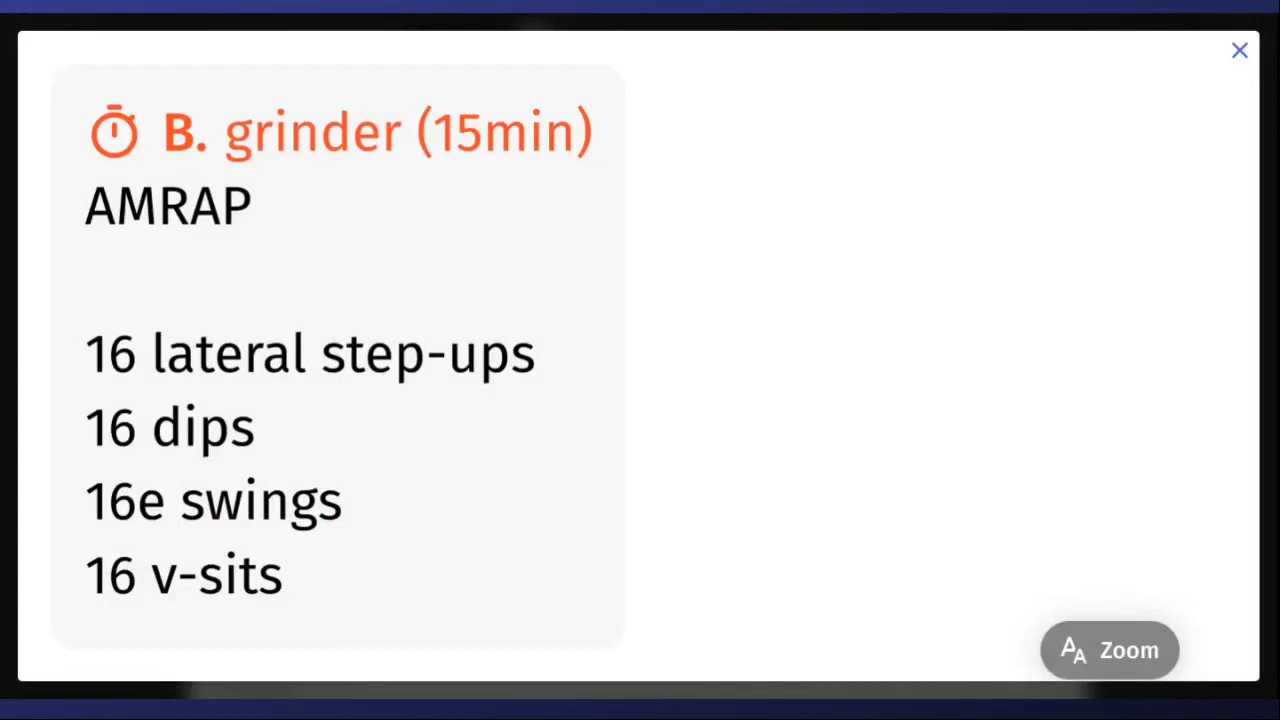 B. grinder (15min)
AMRAP
16 lateral step-ups
16 dips
16e swings
16 v-sits
Zoom